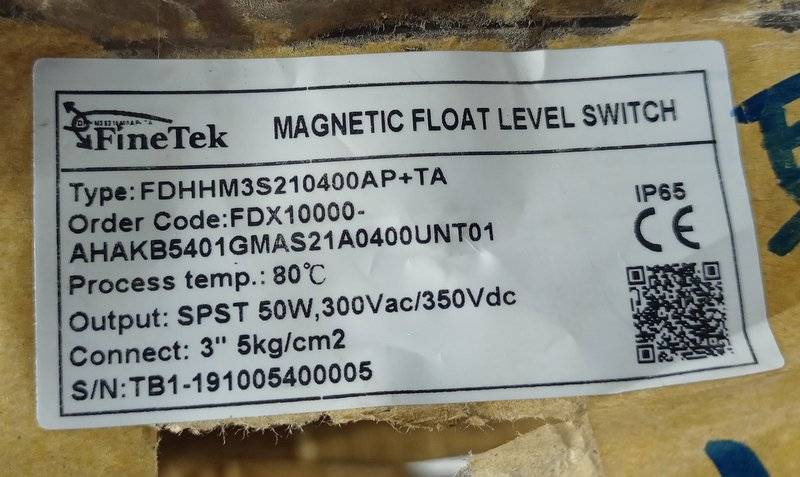 FineTek
MAGNETIC FLOAT LEVEL SWITCH
Type: FDHHM3S210400AP+TA
Order Code:FDX10000-
AHAKB5401GMAS21A0400UNT01
Process temp.: 80℃
Output: SPST 50W,300Vac/350Vdc
Connect: 3" 5kg/cm2
S/N:TB1-191005400005
IP65
CE